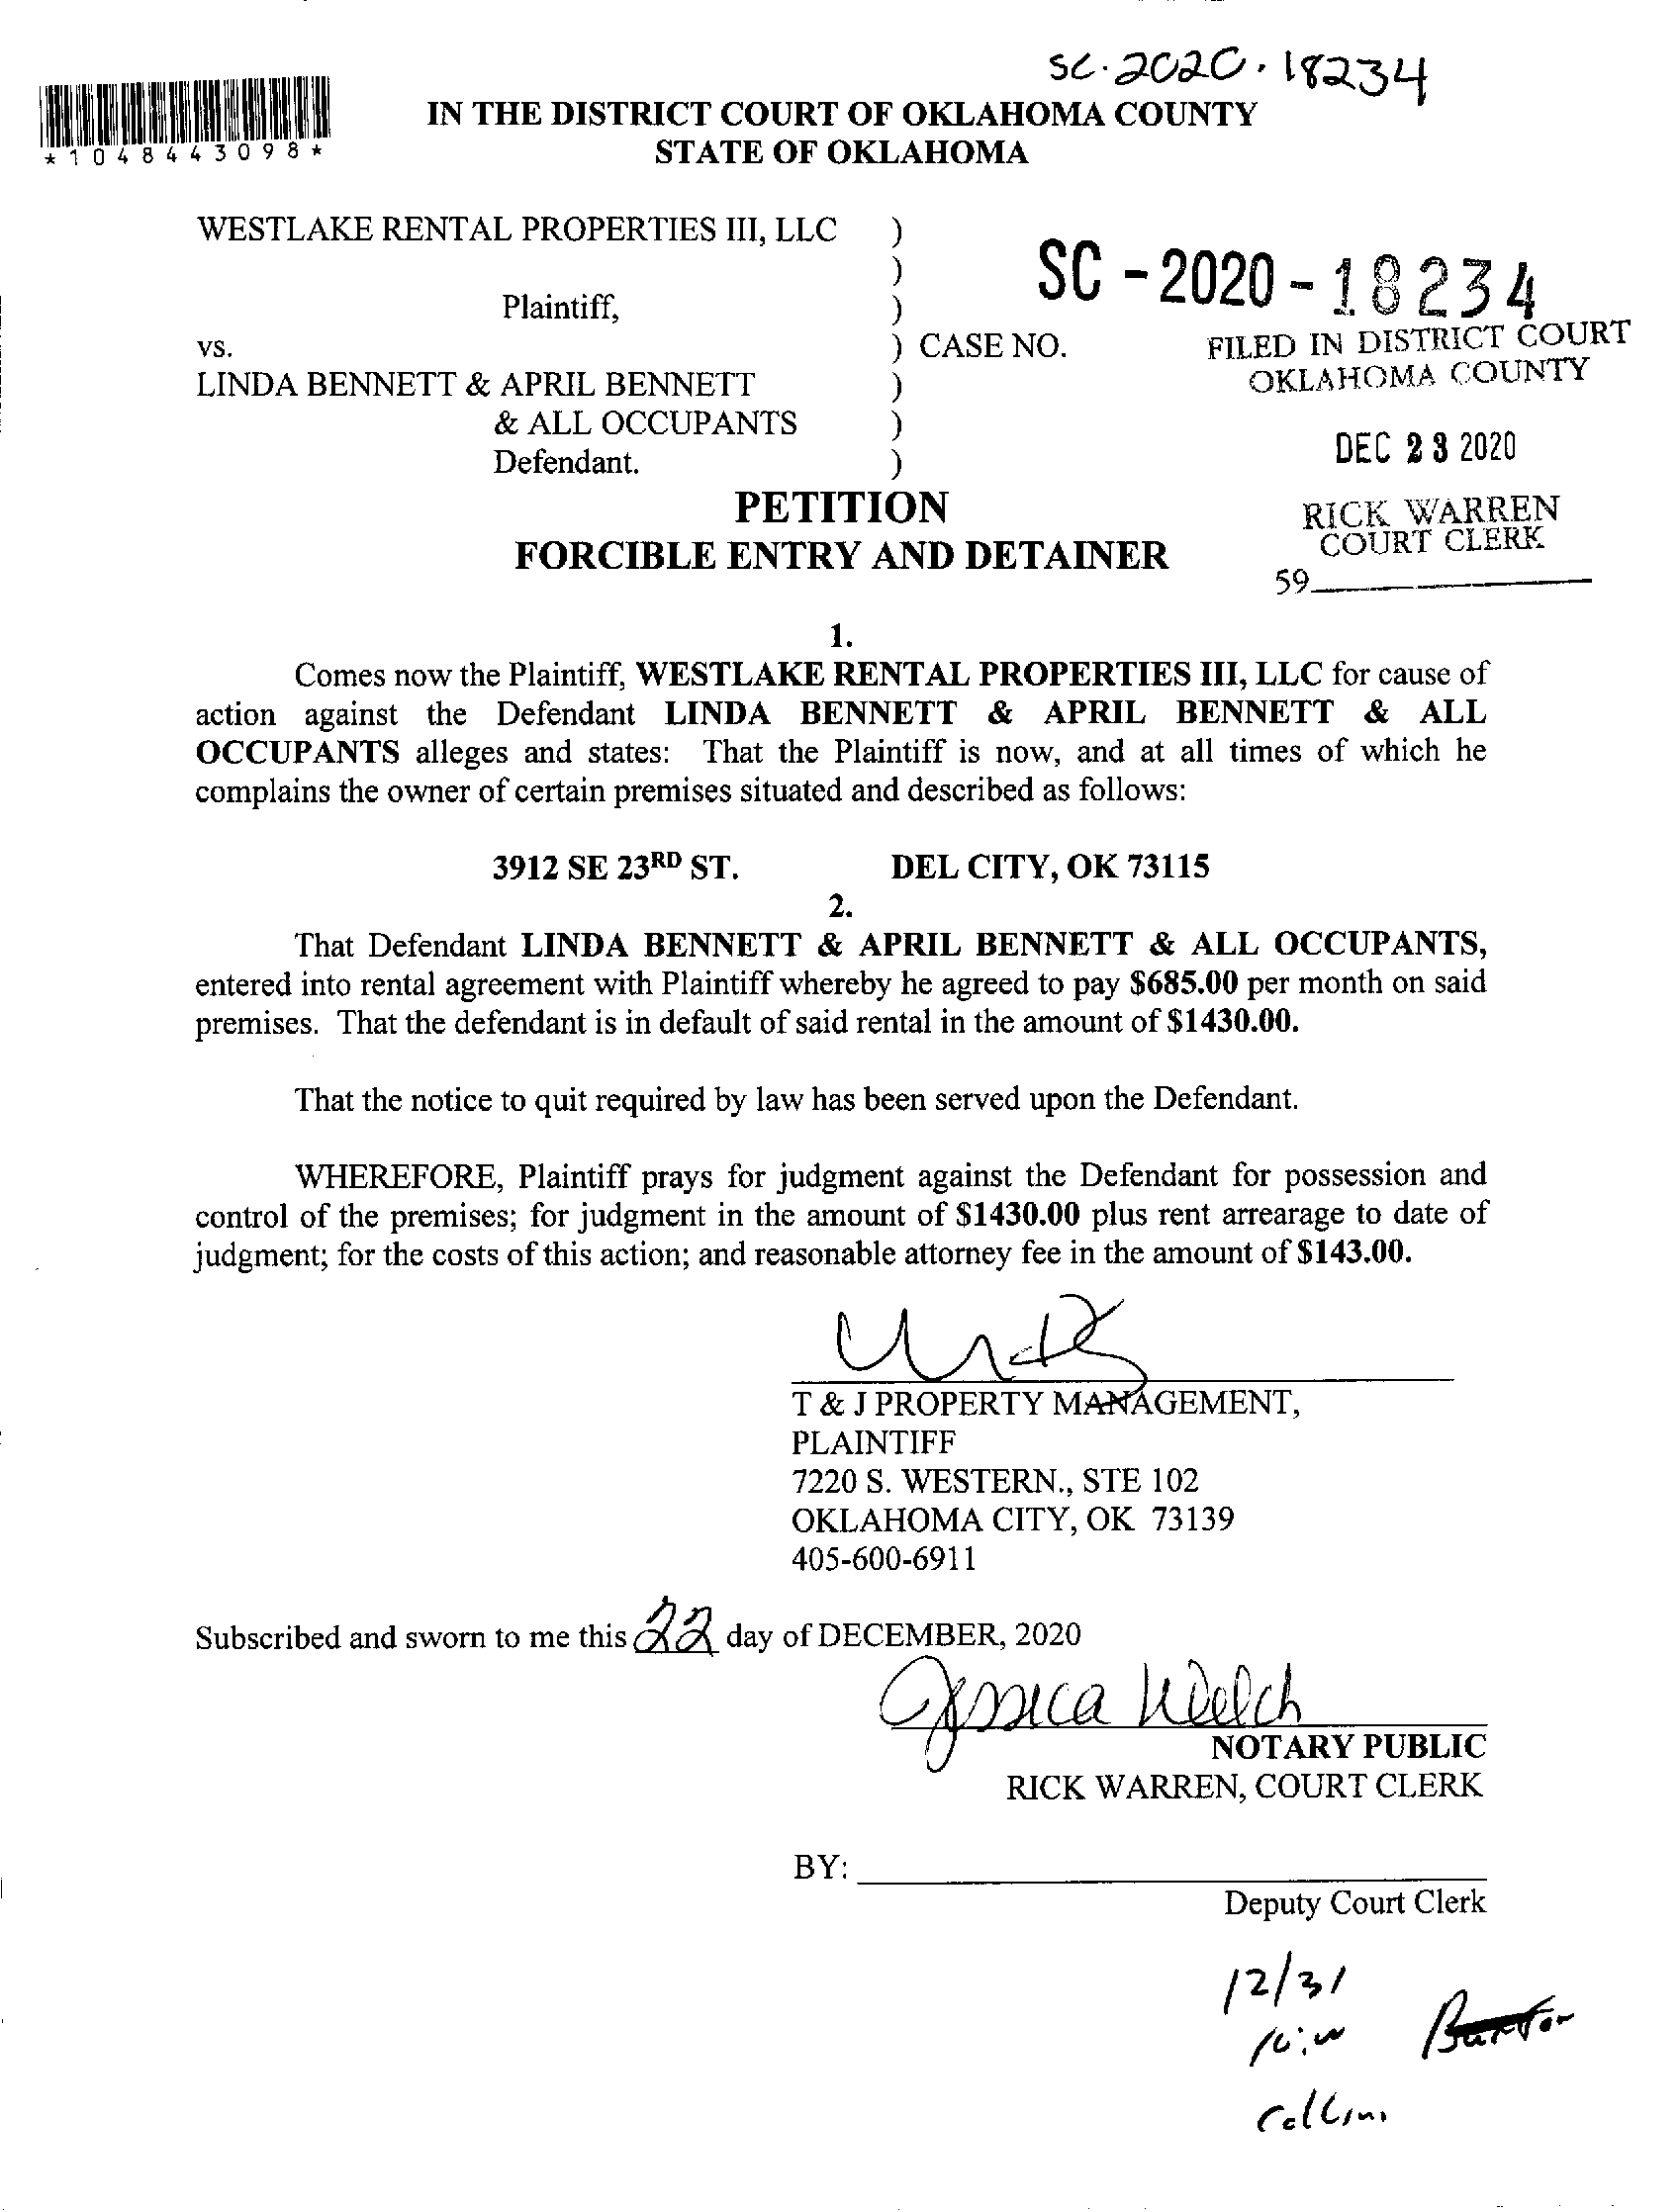 SC·2020·18234
*1048443098*
IN THE DISTRICT COURT OF OKLAHOMA COUNTY
STATE OF OKLAHOMA
WESTLAKE RENTAL PROPERTIES III, LLC )
)
Plaintiff, )
vs. ) CASE NO.
LINDA BENNETT & APRIL BENNETT )
& ALL OCCUPANTS )
Defendant. )
SC - 2020 - 18234
FILED IN DISTRICT COURT
OKLAHOMA COUNTY
DEC 23 2020
RICK WARREN
COURT CLERK
59
PETITION
FORCIBLE ENTRY AND DETAINER
1.
Comes now the Plaintiff, WESTLAKE RENTAL PROPERTIES III, LLC for cause of
action against the Defendant LINDA BENNETT & APRIL BENNETT & ALL
OCCUPANTS alleges and states: That the Plaintiff is now, and at all times of which he
complains the owner of certain premises situated and described as follows:
3912 SE 23RD ST. DEL CITY, OK 73115
2.
That Defendant LINDA BENNETT & APRIL BENNETT & ALL OCCUPANTS,
entered into rental agreement with Plaintiff whereby he agreed to pay $685.00 per month on said
premises. That the defendant is in default of said rental in the amount of $1430.00.
That the notice to quit required by law has been served upon the Defendant.
WHEREFORE, Plaintiff prays for judgment against the Defendant for possession and
control of the premises; for judgment in the amount of $1430.00 plus rent arrearage to date of
judgment; for the costs of this action; and reasonable attorney fee in the amount of $143.00.
T & J PROPERTY MANAGEMENT,
PLAINTIFF
7220 S. WESTERN., STE 102
OKLAHOMA CITY, OK 73139
405-600-6911
Subscribed and sworn to me this 22 day of DECEMBER, 2020
Jessica Welch
NOTARY PUBLIC
RICK WARREN, COURT CLERK
BY:
Deputy Court Clerk
12/31